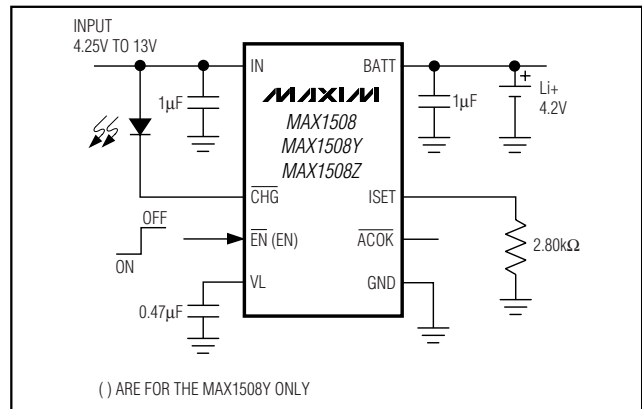 INPUT
4.25V TO 13V
IN
BATT
MAXIM
1µF
1µF
+
Li+
4.2V
MAX1508
MAX1508Y
MAX1508Z
CHG
ISET
OFF
ON
EN (EN)
ACOK
2.80kΩ
VL
GND
0.47µF
( ) ARE FOR THE MAX1508Y ONLY